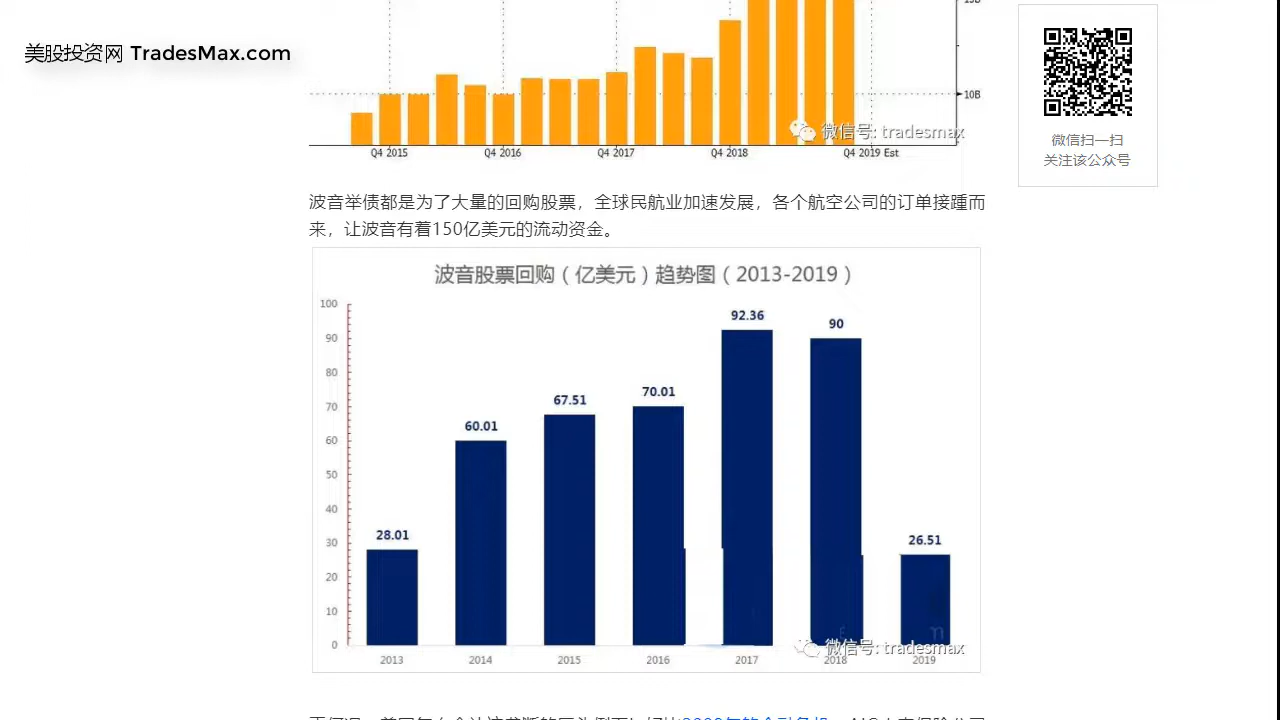 美股投资网 TradesMax.com
10B
微信号: tradesmax
Q4 2015 Q4 2016 Q4 2017 Q4 2018 Q4 2019 Est
微信扫一扫
关注该公众号
波音举债都是为了大量的回购股票，全球民航业加速发展，各个航空公司的订单接踵而
来，让波音有着150亿美元的流动资金。
波音股票回购（亿美元）趋势图（2013-2019）
100
90
80
70
60
50
40
30
20
10
0
28.01
60.01
67.51
70.01
92.36
90
26.51
2013 2014 2015 2016 2017 2018 2019
微信号: tradesmax